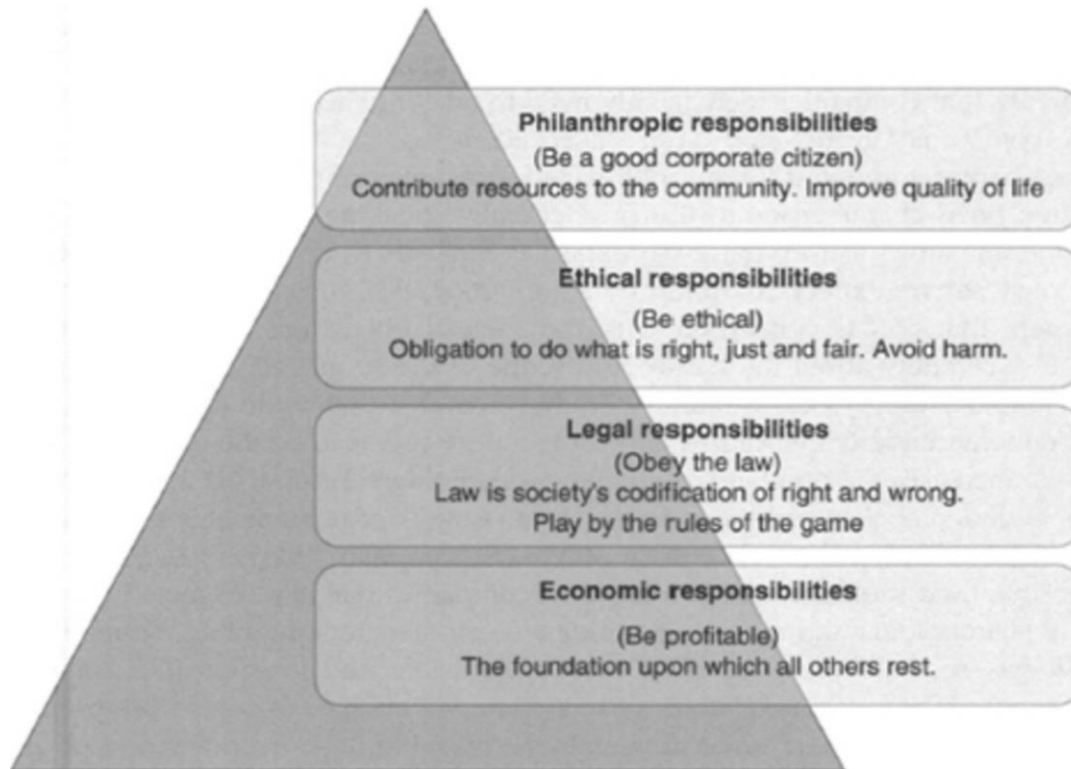 Philanthropic responsibilities
(Be a good corporate citizen)
Contribute resources to the community. Improve quality of life
Ethical responsibilities
(Be ethical)
Obligation to do what is right, just and fair. Avoid harm.
Legal responsibilities
(Obey the law)
Law is society's codification of right and wrong.
Play by the rules of the game
Economic responsibilities
(Be profitable)
The foundation upon which all others rest.